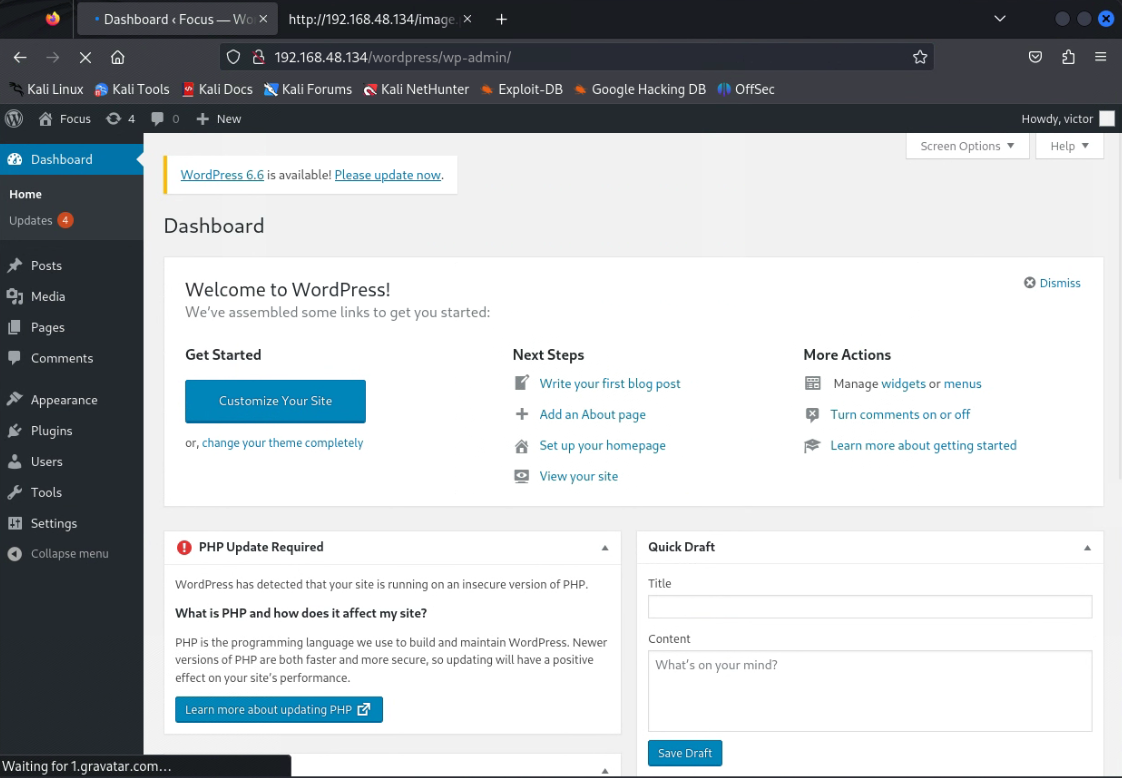 Dashboard ‹ Focus — Wo
http://192.168.48.134/image.
192.168.48.134/wordpress/wp-admin/
Kali Linux Kali Tools Kali Docs Kali Forums Kali NetHunter Exploit-DB Google Hacking DB OffSec
Focus 4 0 New Howdy, victor
Screen Options Help
Dashboard
Home
Updates 4
Posts
Media
Pages
Comments
Appearance
Plugins
Users
Tools
Settings
Collapse menu
WordPress 6.6 is available! Please update now.
Dashboard
Welcome to WordPress!
Dismiss
We've assembled some links to get you started:
Get Started
Customize Your Site
or, change your theme completely
Next Steps
Write your first blog post
Add an About page
Set up your homepage
View your site
More Actions
Manage widgets or menus
Turn comments on or off
Learn more about getting started
PHP Update Required
WordPress has detected that your site is running on an insecure version of PHP.
What is PHP and how does it affect my site?
PHP is the programming language we use to build and maintain WordPress. Newer
versions of PHP are both faster and more secure, so updating will have a positive
effect on your site's performance.
Learn more about updating PHP
Quick Draft
Title
Content
What's on your mind?
Save Draft
Waiting for 1.gravatar.com…